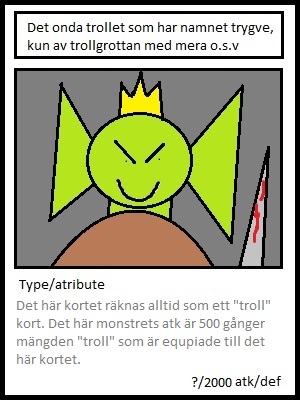 Det onda trollet som har namnet trygve,
kun av trollgrottan med mera o.s.v
Type/atribute
Det här kortet räknas alltid som ett "troll"
kort. Det här monstrets atk är 500 gånger
mängden "troll" som är equpiade till det
här kortet.
?/2000 atk/def